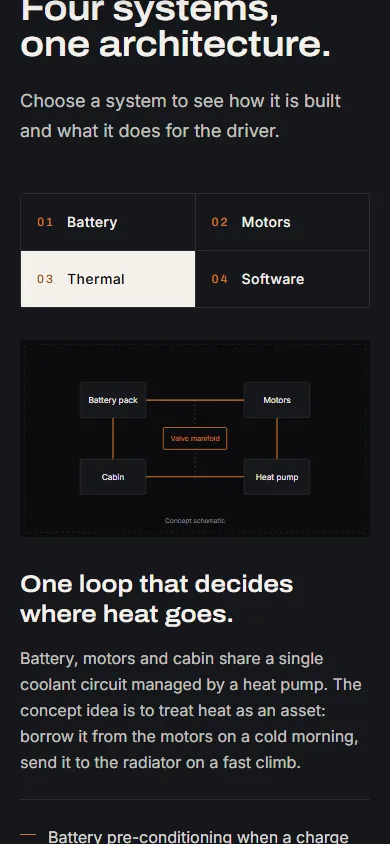 Four systems,
one architecture.
Choose a system to see how it is built
and what it does for the driver.
01 Battery
02 Motors
03 Thermal
04 Software
Battery pack
Motors
Valve manifold
Cabin
Heat pump
Concept schematic
One loop that decides
where heat goes.
Battery, motors and cabin share a single
coolant circuit managed by a heat pump. The
concept idea is to treat heat as an asset:
borrow it from the motors on a cold morning,
send it to the radiator on a fast climb.
Battery pre-conditioning when a charge